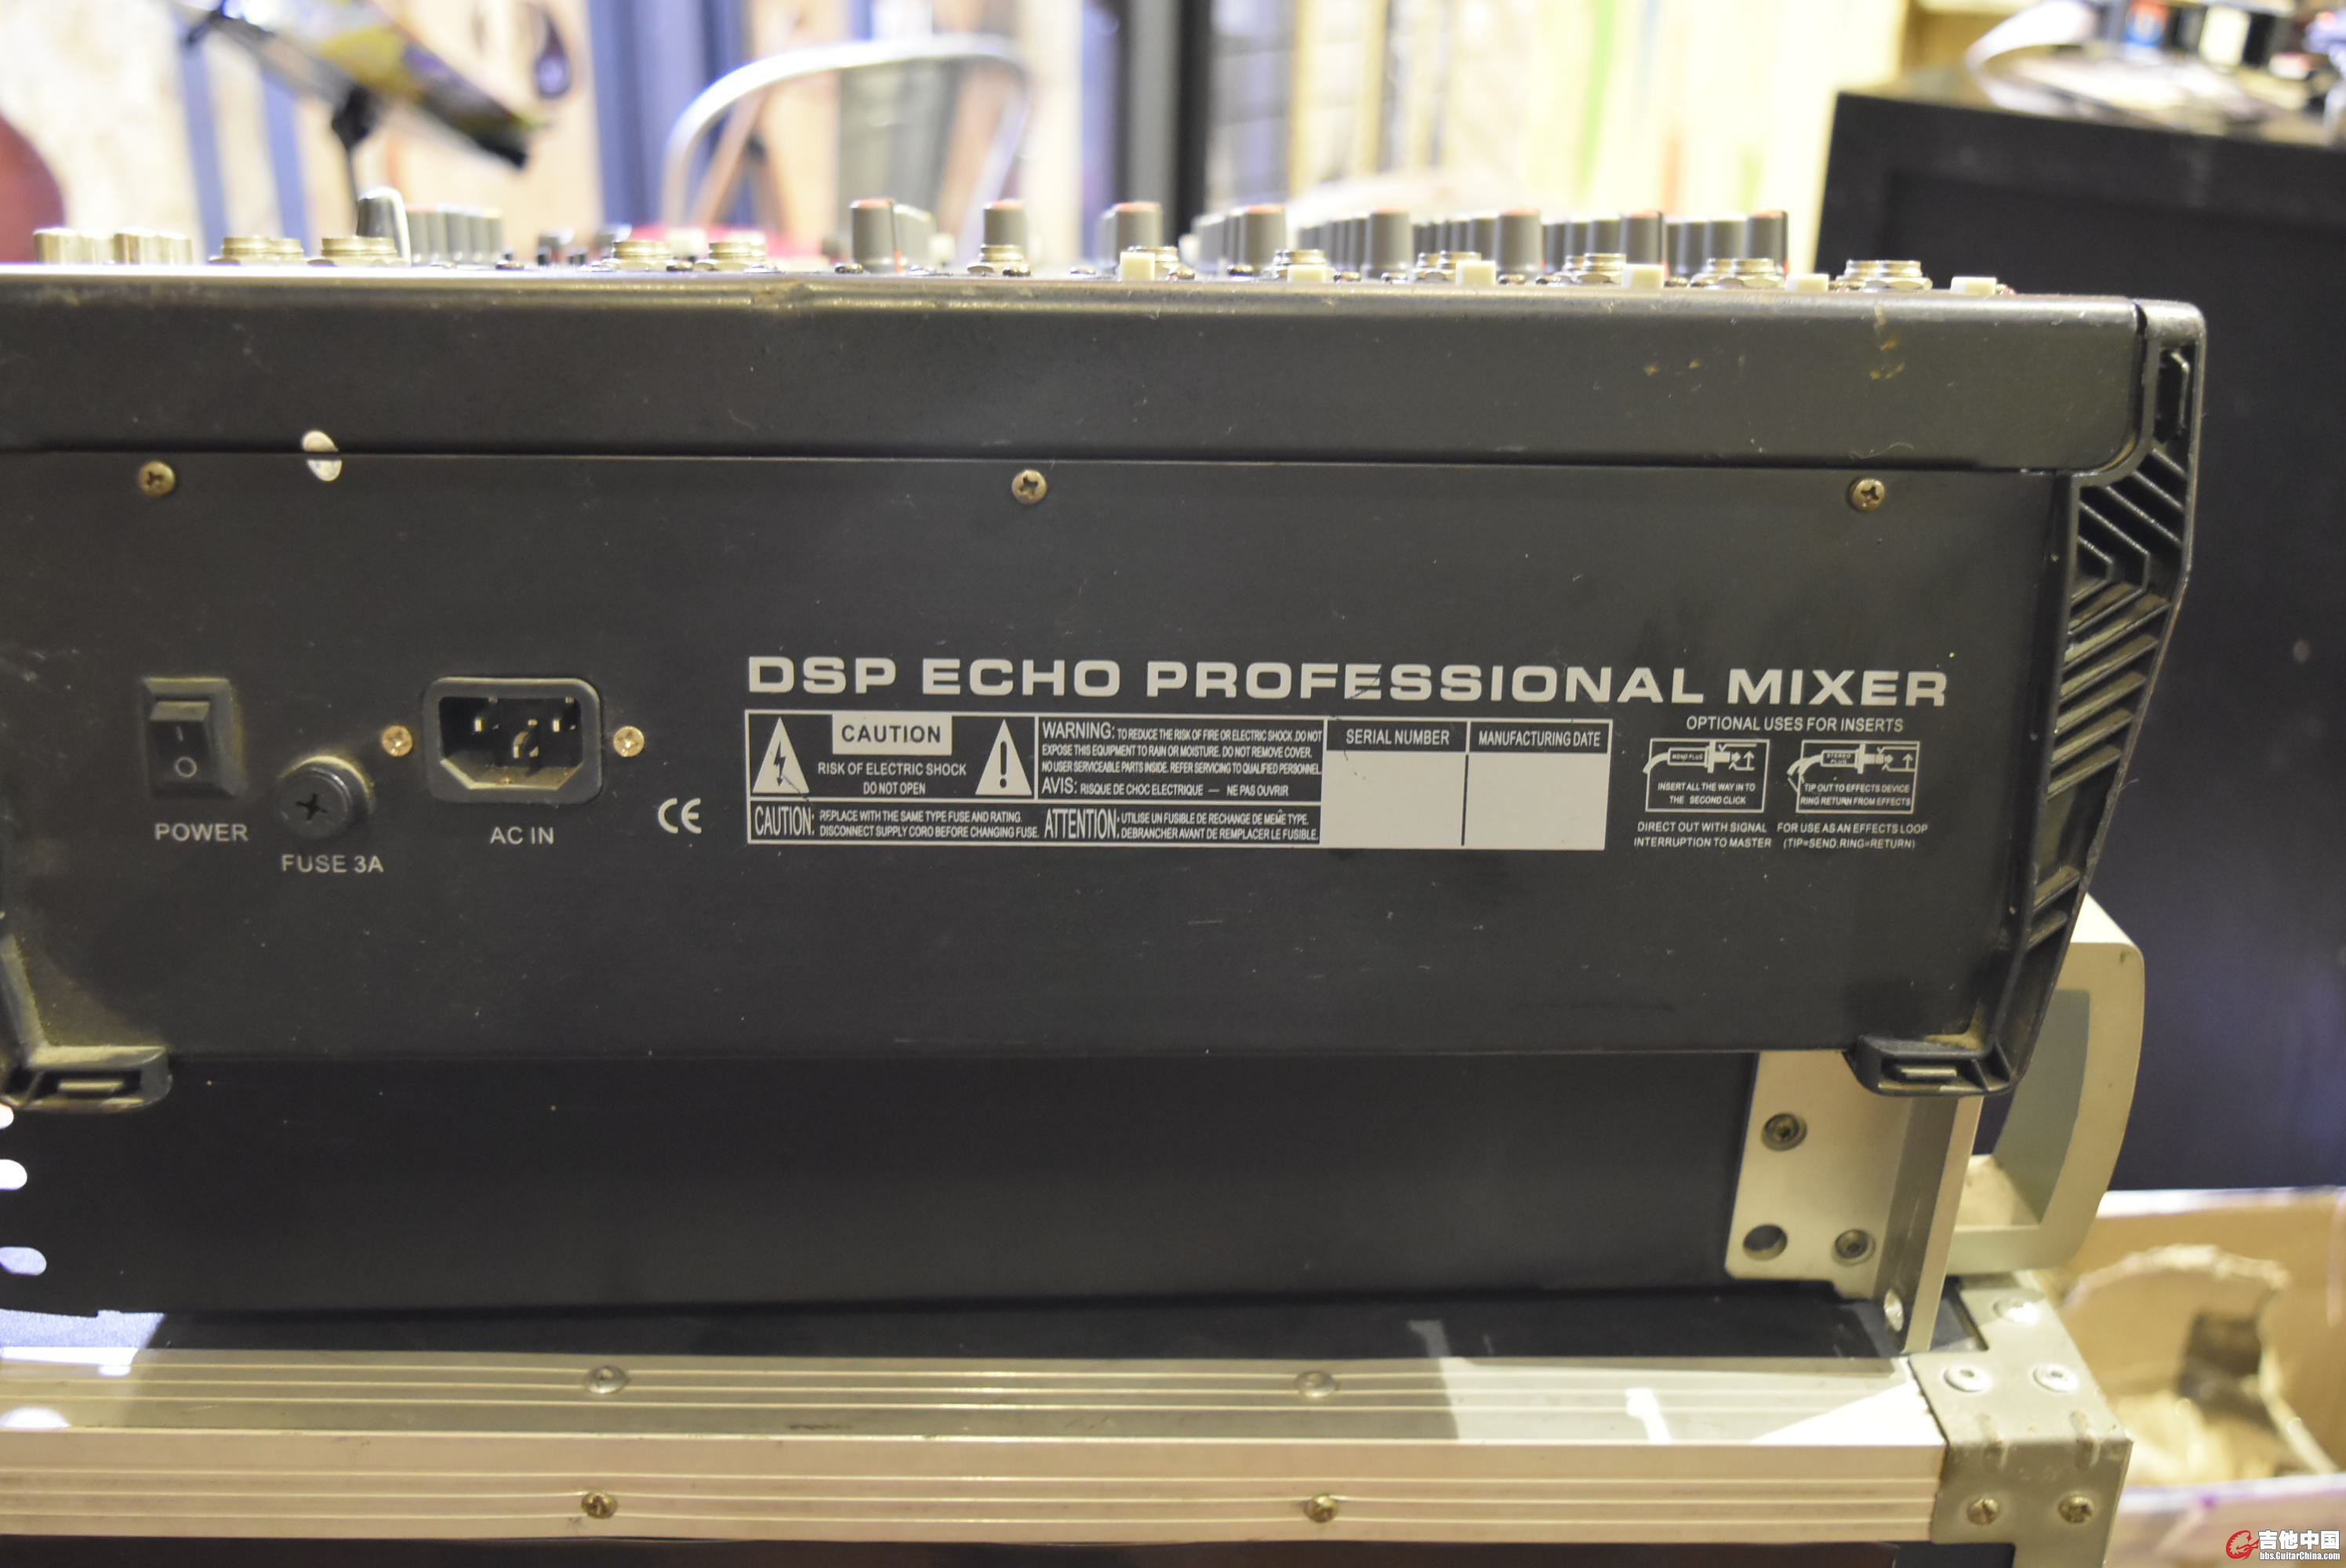 DSP ECHO PROFESSIONAL MIXER
CAUTION
RISK OF ELECTRIC SHOCK
DO NOT OPEN
WARNING: TO REDUCE THE RISK OF FIRE OR ELECTRIC SHOCK .DO NOT
EXPOSE THIS EQUIPMENT TO RAIN OR MOISTURE. DO NOT REMOVE COVER.
NO USER SERVICEABLE PARTS INSIDE. REFER SERVICING TO QUALIFIED PERSONNEL.
AVIS: RISQUE DE CHOC ELECTRIQUE — NE PAS OUVRIR
CAUTION: REPLACE WITH THE SAME TYPE FUSE AND RATING.
DISCONNECT SUPPLY CORD BEFORE CHANGING FUSE.
ATTENTION: UTILISE UN FUSIBLE DE RECHANGE DE MEME TYPE.
DEBRANCHER AVANT DE REMPLACER LE FUSIBLE.
SERIAL NUMBER
MANUFACTURING DATE
OPTIONAL USES FOR INSERTS
MONO PLUG
INSERT ALL THE WAY IN TO
THE SECOND CLICK
DIRECT OUT WITH SIGNAL
INTERRUPTION TO MASTER
STEREO
PLUG
TIP OUT TO EFFECTS DEVICE
RING RETURN FROM EFFECTS
FOR USE AS AN EFFECTS LOOP
(TIP=SEND.RING=RETURN)
POWER
FUSE 3A
AC IN
CE
吉他中国
bbs.GuitarChina.com